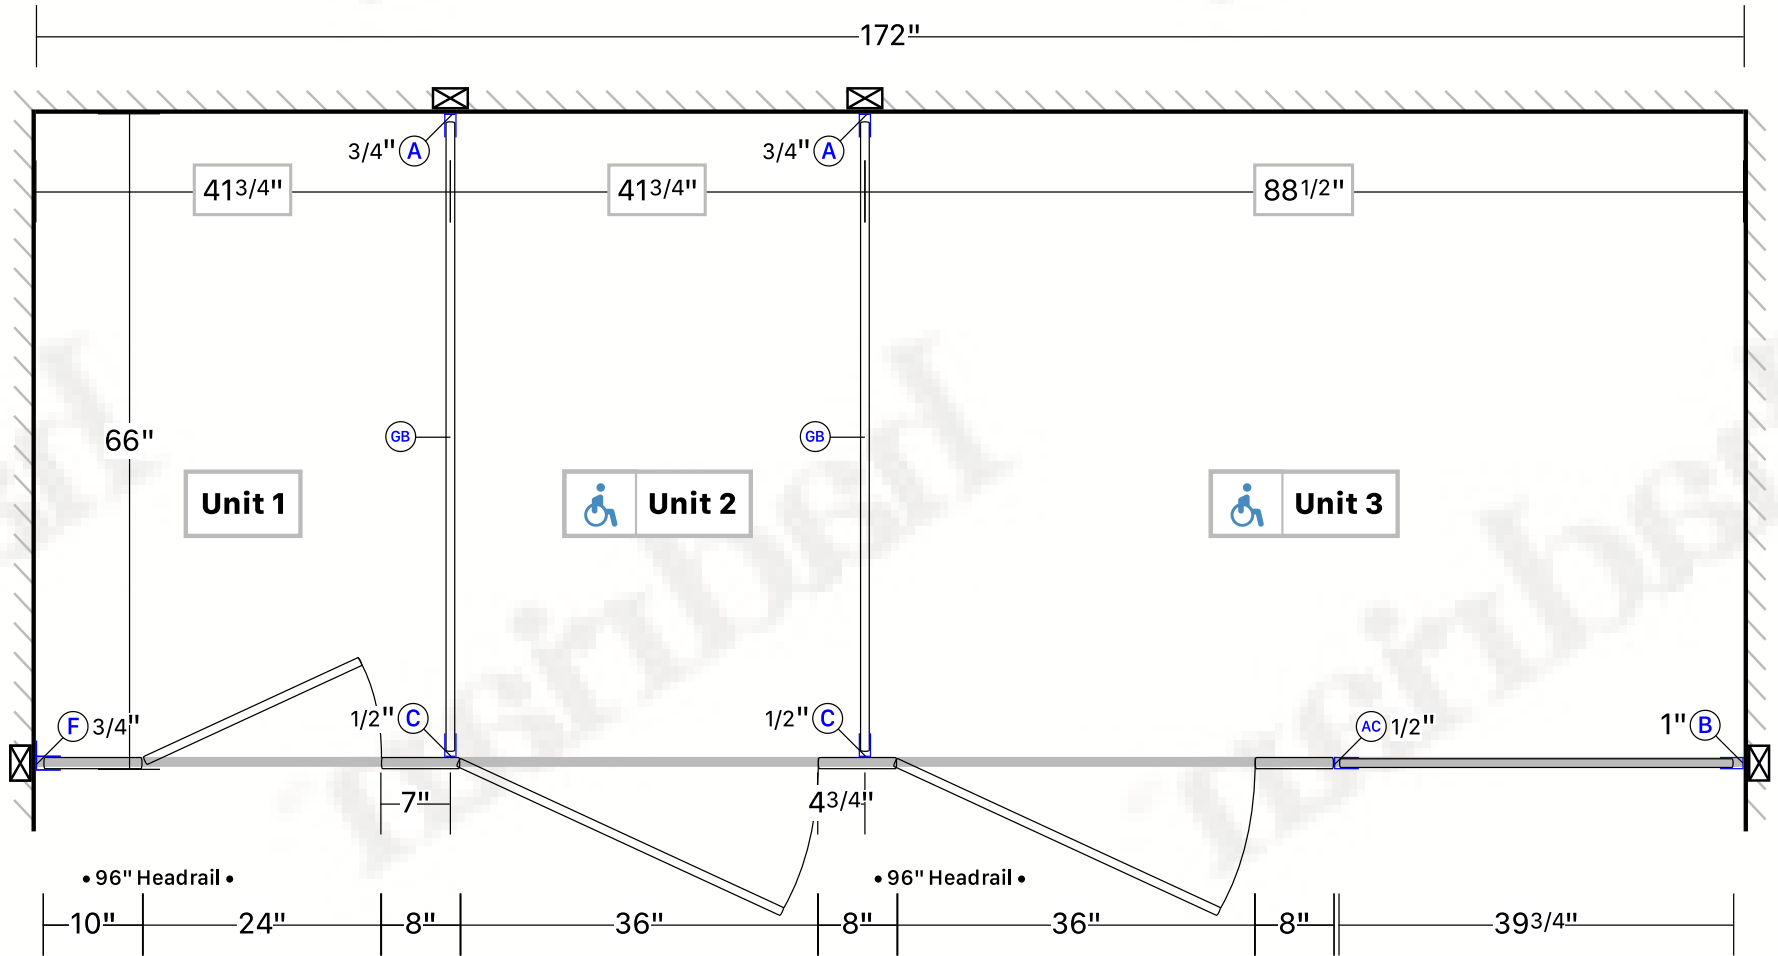 172"
3/4" A
3/4" A
41 3/4"
41 3/4"
88 1/2"
66"
GB
GB
Unit 1
Unit 2
Unit 3
F 3/4"
1/2" C
1/2" C
AC 1/2"
1" B
7"
4 3/4"
• 96" Headrail •
• 96" Headrail •
10"
24"
8"
36"
8"
36"
8"
39 3/4"